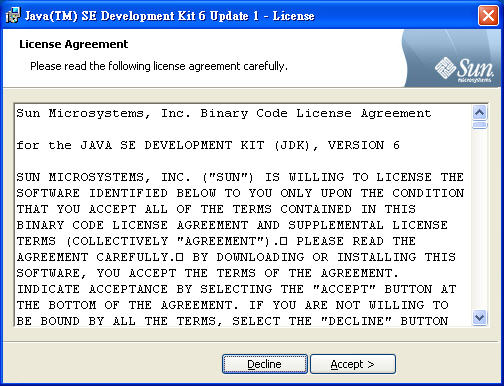 Java(TM) SE Development Kit 6 Update 1 - License
License Agreement
Please read the following license agreement carefully.
Sun
microsystems
Sun Microsystems, Inc. Binary Code License Agreement
for the JAVA SE DEVELOPMENT KIT (JDK), VERSION 6
SUN MICROSYSTEMS, INC. ("SUN") IS WILLING TO LICENSE THE
SOFTWARE IDENTIFIED BELOW TO YOU ONLY UPON THE CONDITION
THAT YOU ACCEPT ALL OF THE TERMS CONTAINED IN THIS
BINARY CODE LICENSE AGREEMENT AND SUPPLEMENTAL LICENSE
TERMS (COLLECTIVELY "AGREEMENT").□ PLEASE READ THE
AGREEMENT CAREFULLY.□ BY DOWNLOADING OR INSTALLING THIS
SOFTWARE, YOU ACCEPT THE TERMS OF THE AGREEMENT.
INDICATE ACCEPTANCE BY SELECTING THE "ACCEPT" BUTTON AT
THE BOTTOM OF THE AGREEMENT. IF YOU ARE NOT WILLING TO
BE BOUND BY ALL THE TERMS, SELECT THE "DECLINE" BUTTON
Decline
Accept >